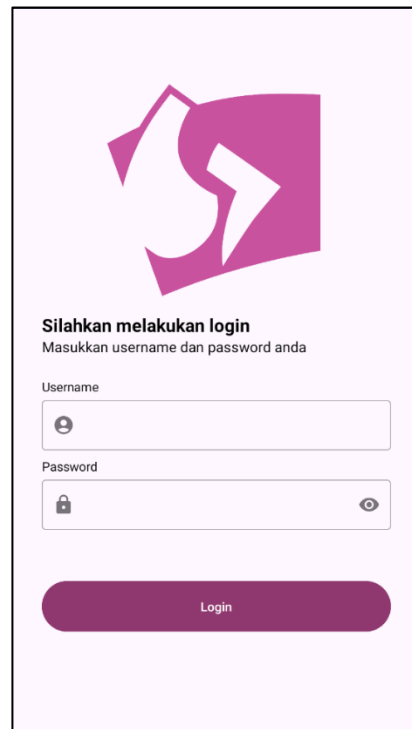 Silahkan melakukan login
Masukkan username dan password anda
Username
Password
Login